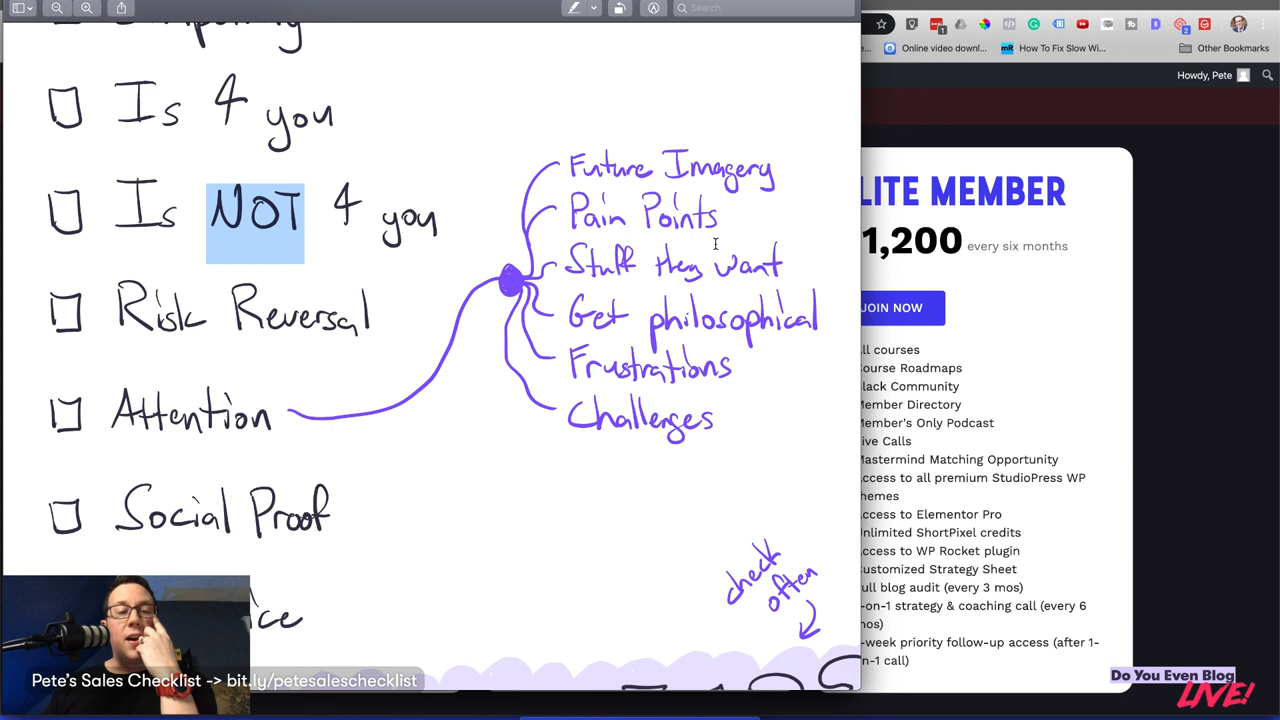 Search
Online video downl...
mR How To Fix Slow Wi...
Other Bookmarks
Howdy, Pete
Is 4 you
Is NOT 4 you
Risk Reversal
Attention
Social Proof
Future Imagery
Pain Points
Stuff they want
Get philosophical
Frustrations
Challenges
check
often
LITE MEMBER
1,200 every six months
JOIN NOW
ll courses
ourse Roadmaps
lack Community
ember Directory
ember's Only Podcast
ive Calls
astermind Matching Opportunity
ccess to all premium StudioPress WP
hemes
ccess to Elementor Pro
nlimited ShortPixel credits
ccess to WP Rocket plugin
ustomized Strategy Sheet
ull blog audit (every 3 mos)
-on-1 strategy & coaching call (every 6
mos)
-week priority follow-up access (after 1-
n-1 call)
Pete's Sales Checklist -> bit.ly/petesaleschecklist
Do You Even Blog
LIVE!